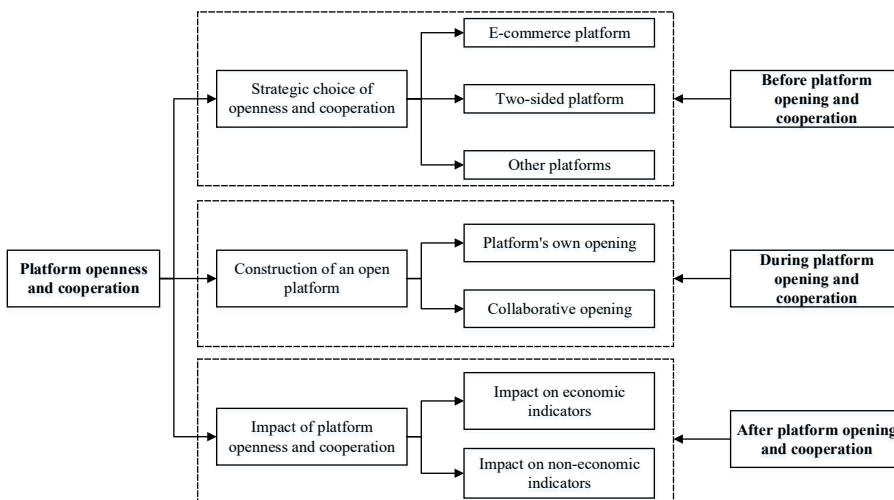 E-commerce platform
Strategic choice of
openness and cooperation
Two-sided platform
Other platforms
Before platform
opening and
cooperation
Platform openness
and cooperation
Platform's own opening
Construction of an open
platform
Collaborative opening
During platform
opening and
cooperation
Impact on economic
indicators
Impact of platform
openness and cooperation
Impact on non-economic
indicators
After platform opening
and cooperation